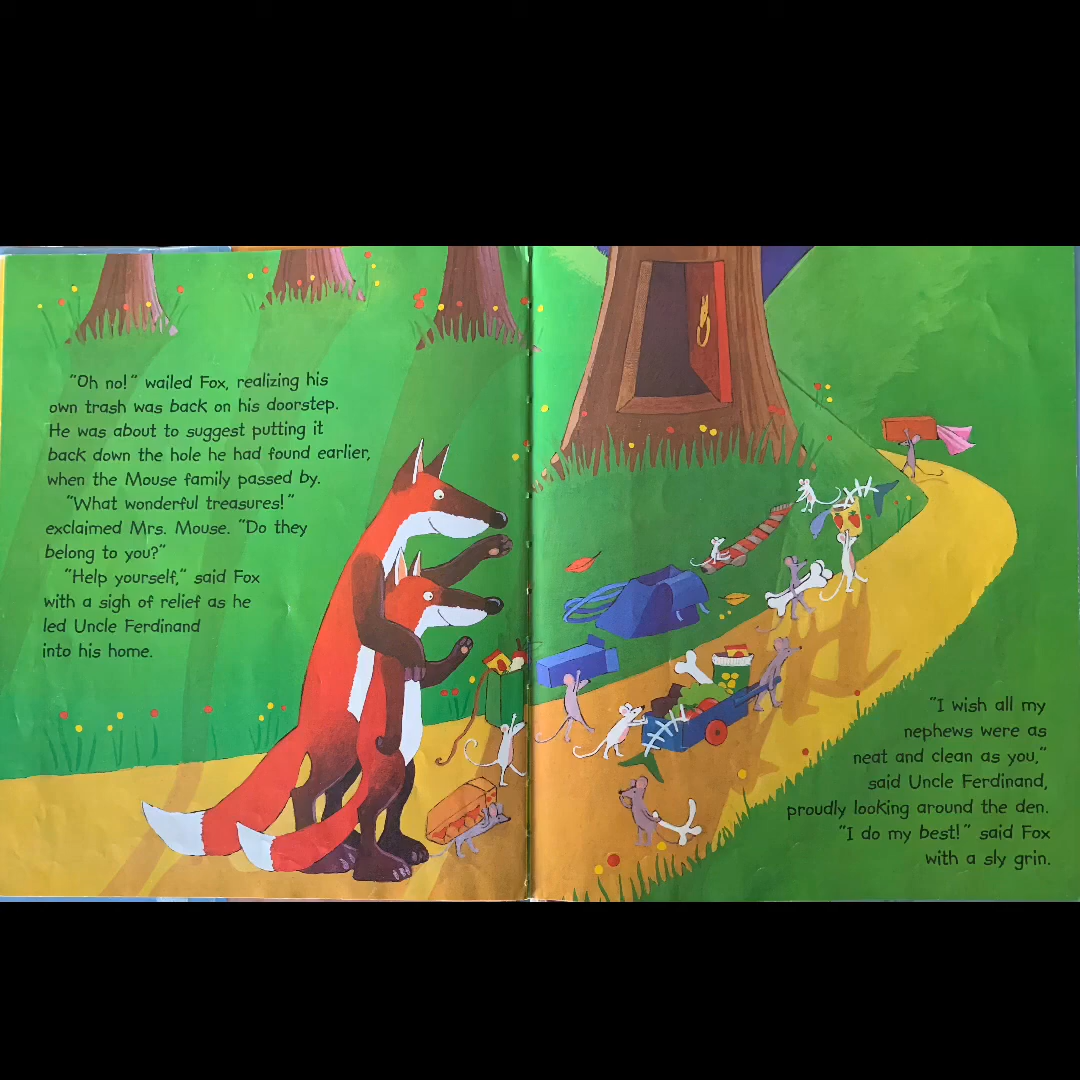 "Oh no!" wailed Fox, realizing his
own trash was back on his doorstep.
He was about to suggest putting it
back down the hole he had found earlier,
when the Mouse family passed by.
"What wonderful treasures!"
exclaimed Mrs. Mouse. "Do they
belong to you?"
"Help yourself," said Fox
with a sigh of relief as he
led Uncle Ferdinand
into his home.
"I wish all my
nephews were as
neat and clean as you,"
said Uncle Ferdinand,
proudly looking around the den.
"I do my best!" said Fox
with a sly grin.